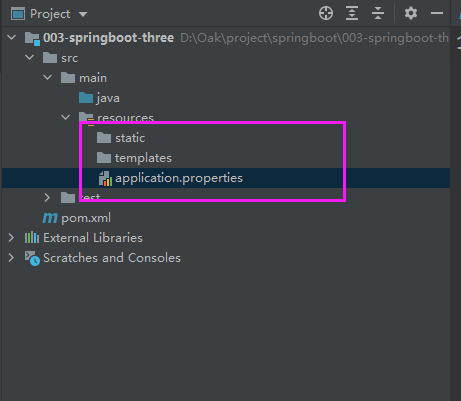 Project
003-springboot-three D:\Oak\project\springboot\003-springboot-th
src
main
java
resources
static
templates
application.properties
test
pom.xml
External Libraries
Scratches and Consoles